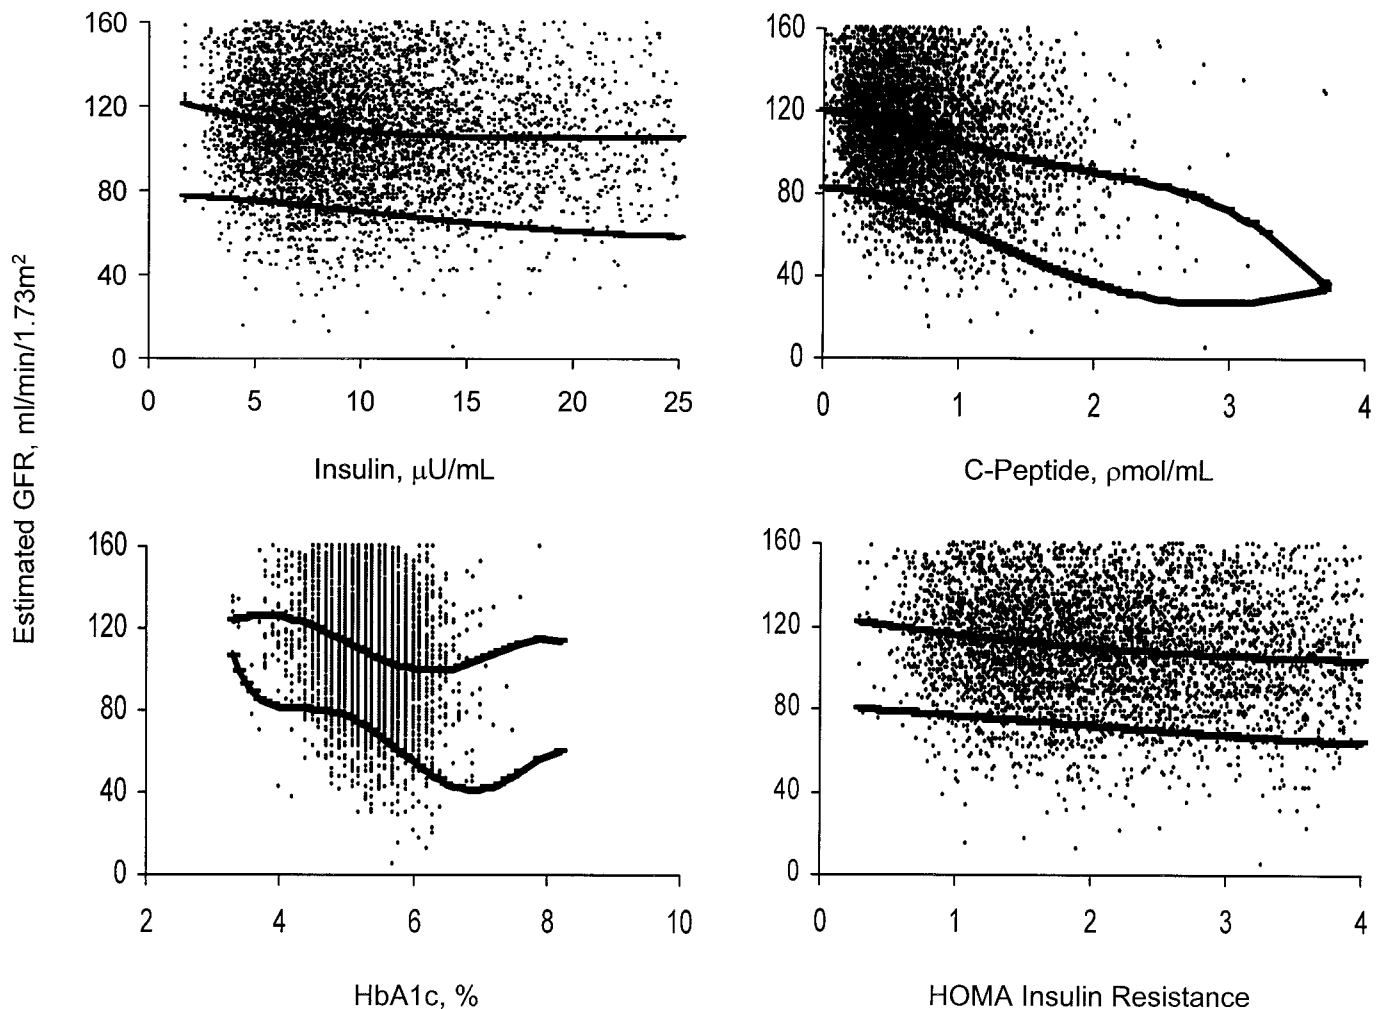 Estimated GFR, ml/min/1.73m²
160
120
80
40
0
0 5 10 15 20 25
Insulin, μU/mL
160
120
80
40
0
0 1 2 3 4
C-Peptide, ρmol/mL
160
120
80
40
0
2 4 6 8 10
HbA1c, %
160
120
80
40
0
0 1 2 3 4
HOMA Insulin Resistance